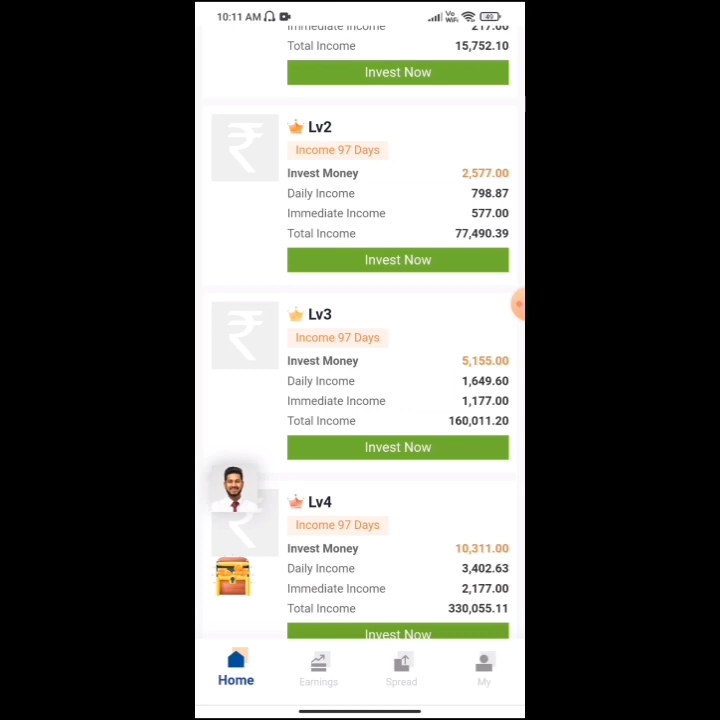 10:11 AM
Vo WiFi
49
Immediate Income 217.00
Total Income 15,752.10
Invest Now
Lv2
Income 97 Days
Invest Money 2,577.00
Daily Income 798.87
Immediate Income 577.00
Total Income 77,490.39
Invest Now
Lv3
Income 97 Days
Invest Money 5,155.00
Daily Income 1,649.60
Immediate Income 1,177.00
Total Income 160,011.20
Invest Now
Lv4
Income 97 Days
Invest Money 10,311.00
Daily Income 3,402.63
Immediate Income 2,177.00
Total Income 330,055.11
Invest Now
Home Earnings Spread My